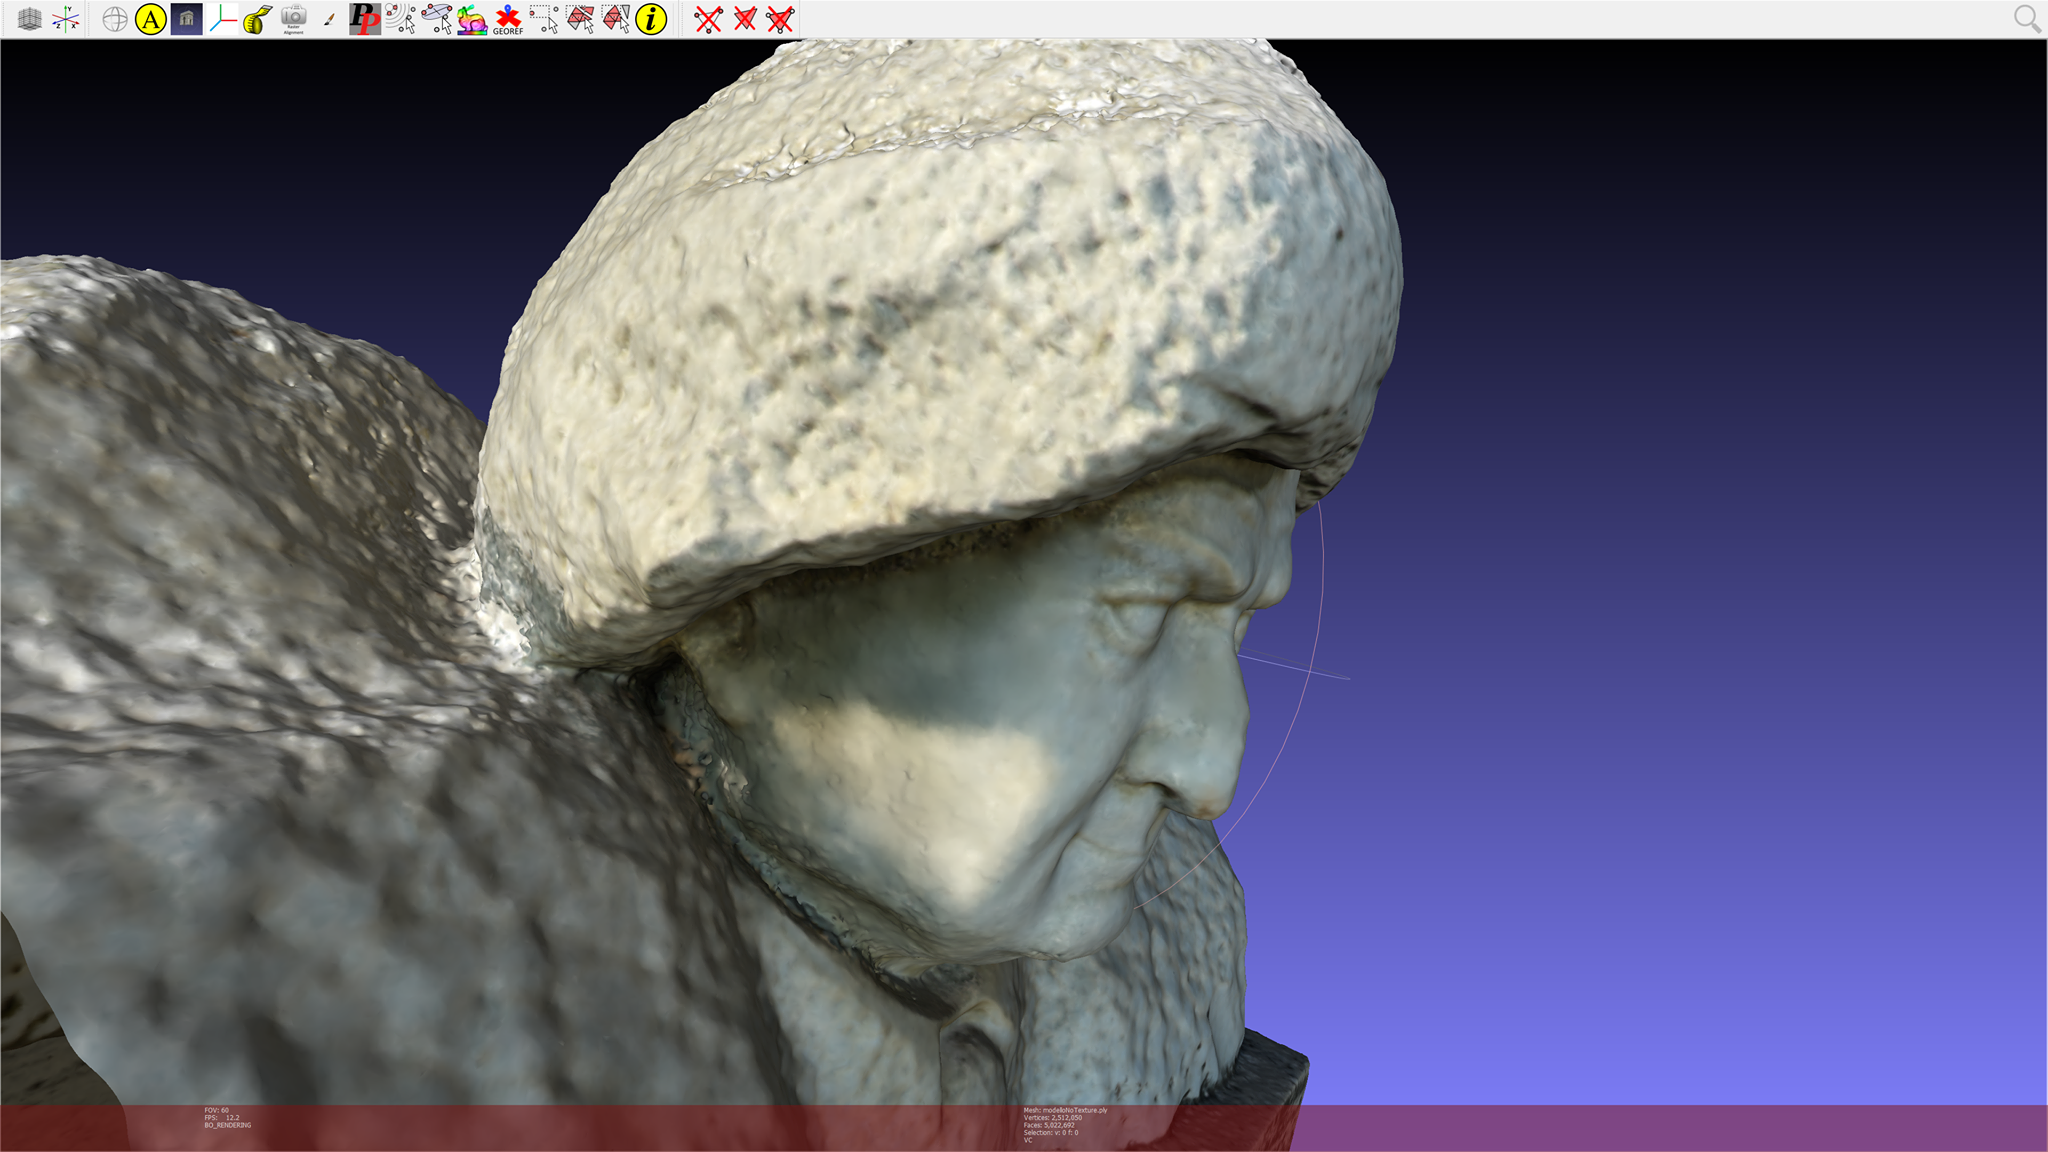 A
PP
GEOREF
i
Raster
Alignment
FOV: 60
FPS: 12.2
BO_RENDERING
Mesh: modelloNoTexture.ply
Vertices: 2,512,050
Faces: 5,022,692
Selection: v: 0 f: 0
VC